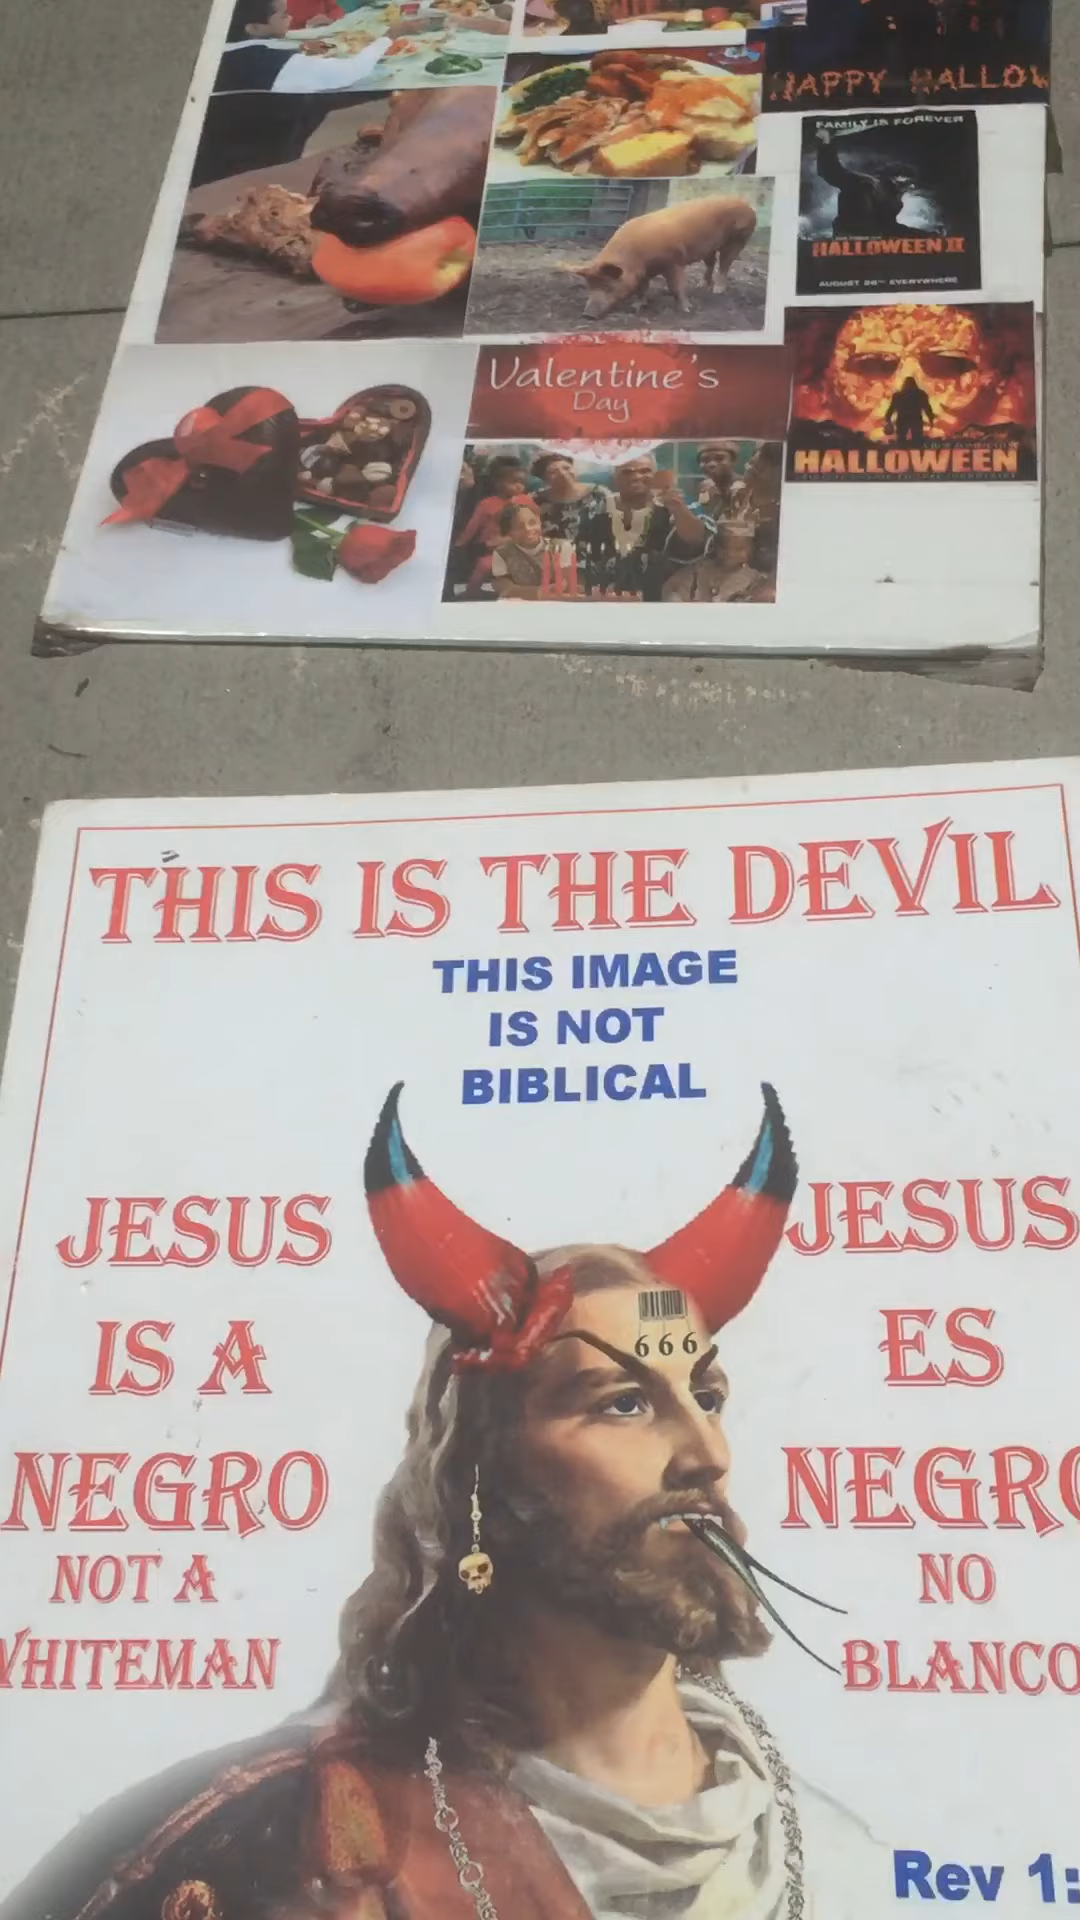 HAPPY HALLOW
FAMILY IS FOREVER
HALLOWEEN II
AUGUST 28TH EVERYWHERE
Valentine's
Day
HALLOWEEN
THIS IS THE DEVIL
THIS IMAGE
IS NOT
BIBLICAL
JESUS
IS A
NEGRO
NOT A
WHITEMAN
666
JESUS
ES
NEGRO
NO
BLANCO
Rev 1: